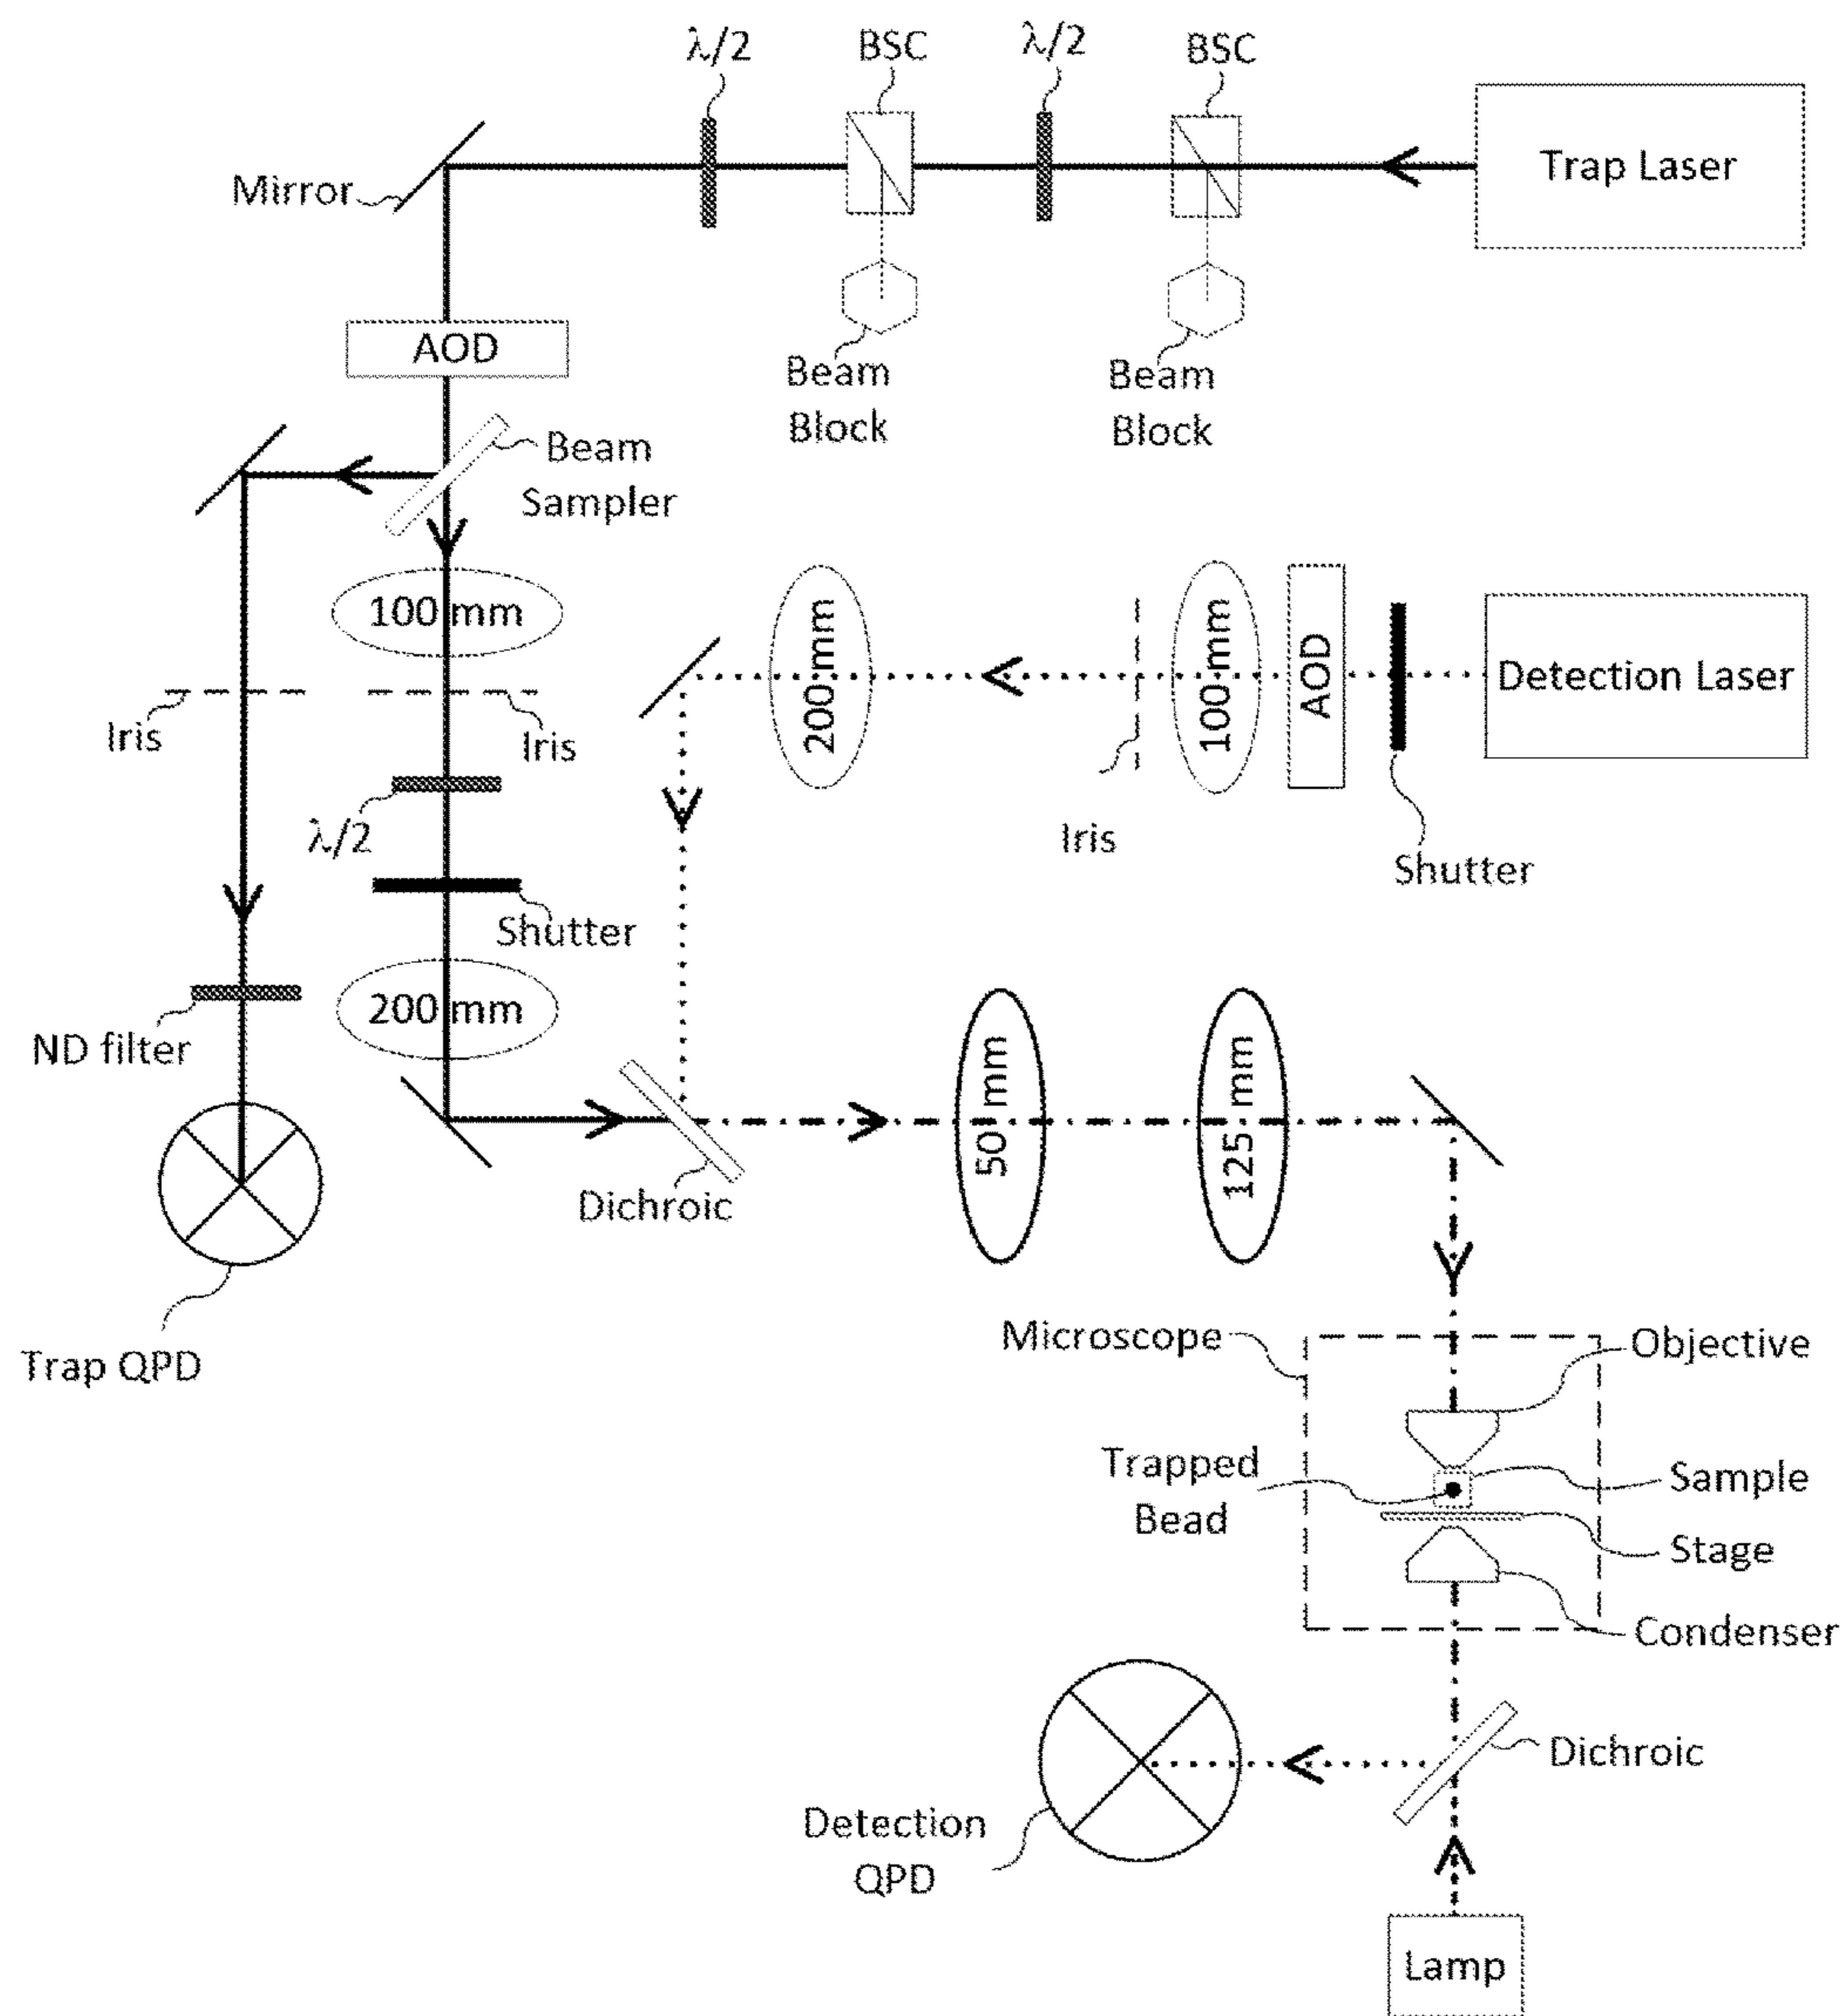 λ/2
BSC
λ/2
BSC
Trap Laser
Mirror
AOD
Beam
Block
Beam
Block
Beam
Sampler
100 mm
200 mm
100 mm
AOD
Detection Laser
Iris
Iris
λ/2
Iris
Shutter
Shutter
200 mm
ND filter
50 mm
125 mm
Dichroic
Trap QPD
Microscope
Objective
Trapped
Bead
Sample
Stage
Condenser
Dichroic
Detection
QPD
Lamp